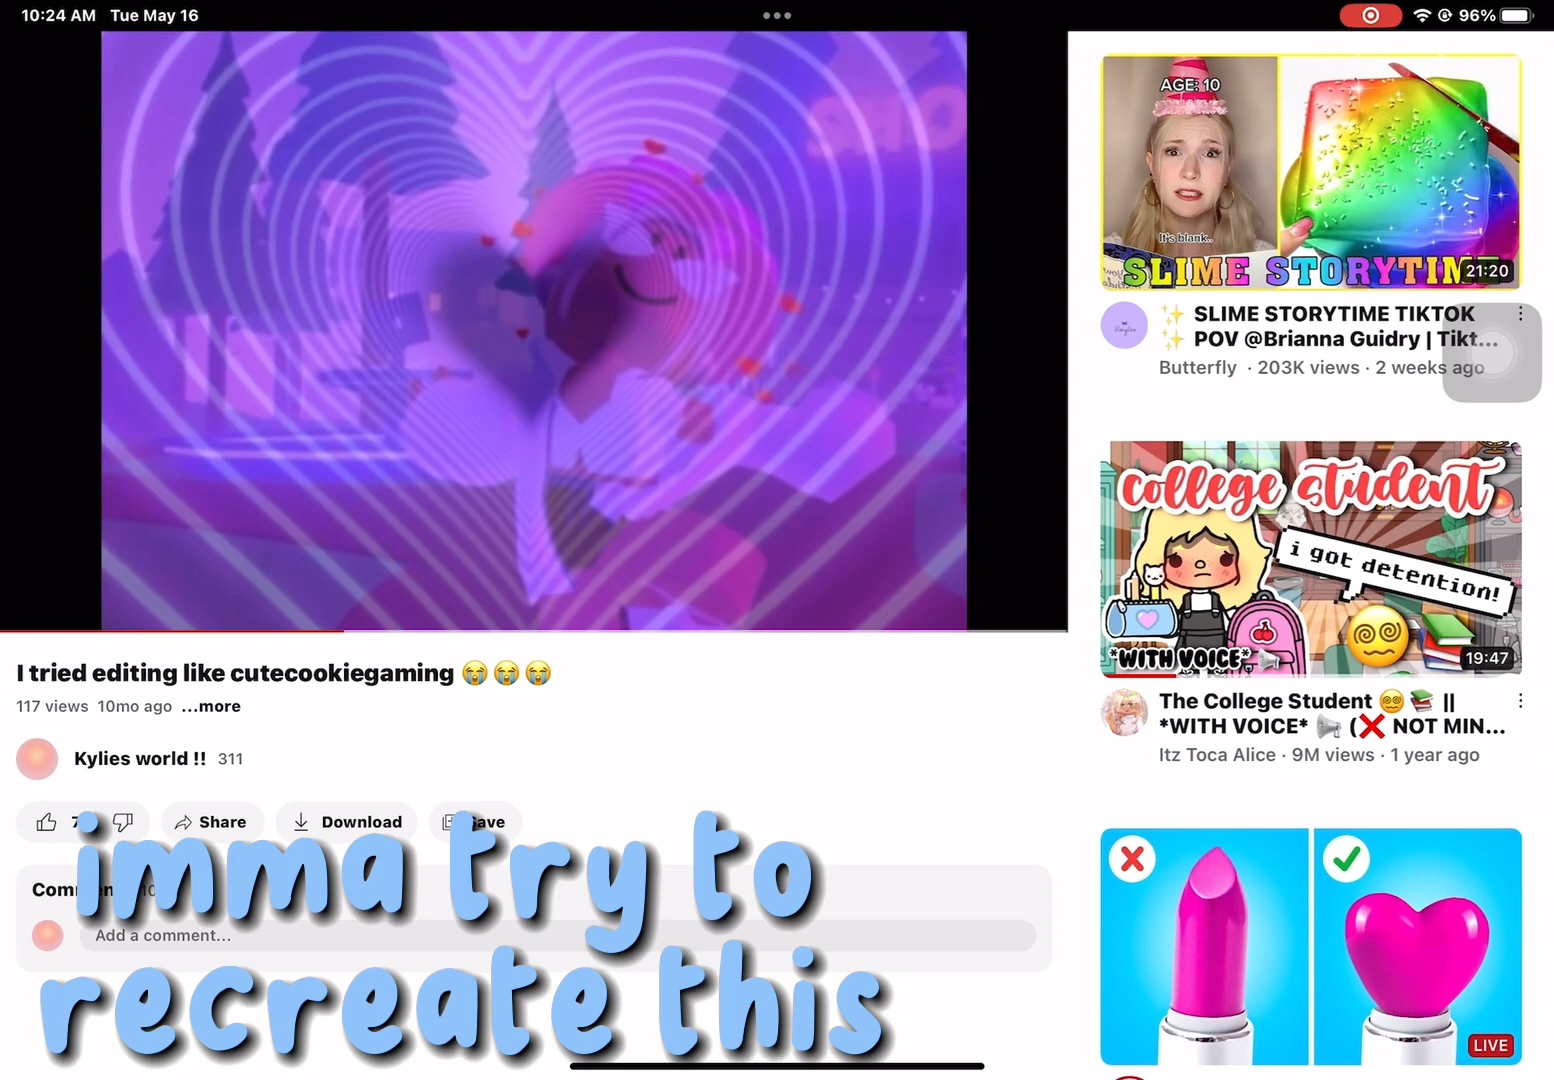 10:24 AM Tue May 16
96%
SHO
I tried editing like cutecookiegaming 😭😭😭
117 views 10mo ago ...more
Kylies world !! 311
Share
Download
Add a comment...
imma try to
recreate this
AGE: 10
It's blank..
SLIME STORYTIME
21:20
✨ SLIME STORYTIME TIKTOK
✨ POV @Brianna Guidry | Tikt...
Butterfly · 203K views · 2 weeks ago
college student
i got detention!
*WITH VOICE*
19:47
The College Student 😵‍💫 📚 ||
*WITH VOICE* 📢 (❌ NOT MIN...
Itz Toca Alice · 9M views · 1 year ago
LIVE